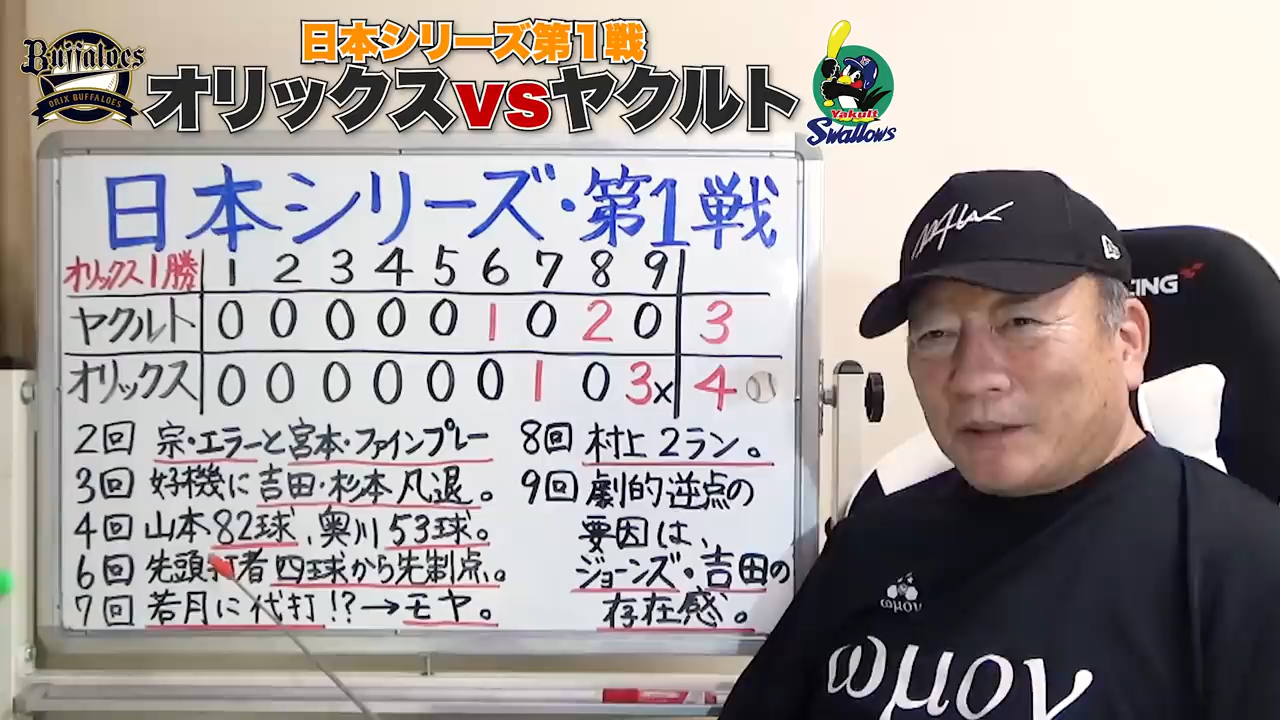 日本シリーズ第1戦
Buffaloes
ORIX BUFFALOES
オリックスvsヤクルト
Yakult
Swallows
日本シリーズ・第1戦
オリックス1勝 1 2 3 4 5 6 7 8 9
ヤクルト 0 0 0 0 0 1 0 2 0 3
オリックス 0 0 0 0 0 0 1 0 3x 4
2回 宗・エラーと宮本・ファインプレー
3回 好機に吉田・杉本凡退。
4回 山本82球、奥川53球。
6回 先頭打者四球から先制点。
7回 若月に代打!?→モヤ。
8回 村上2ラン。
9回 劇的逆点の
要因は、
ジョーンズ・吉田の
存在感。
CING
ωμον
ωμον